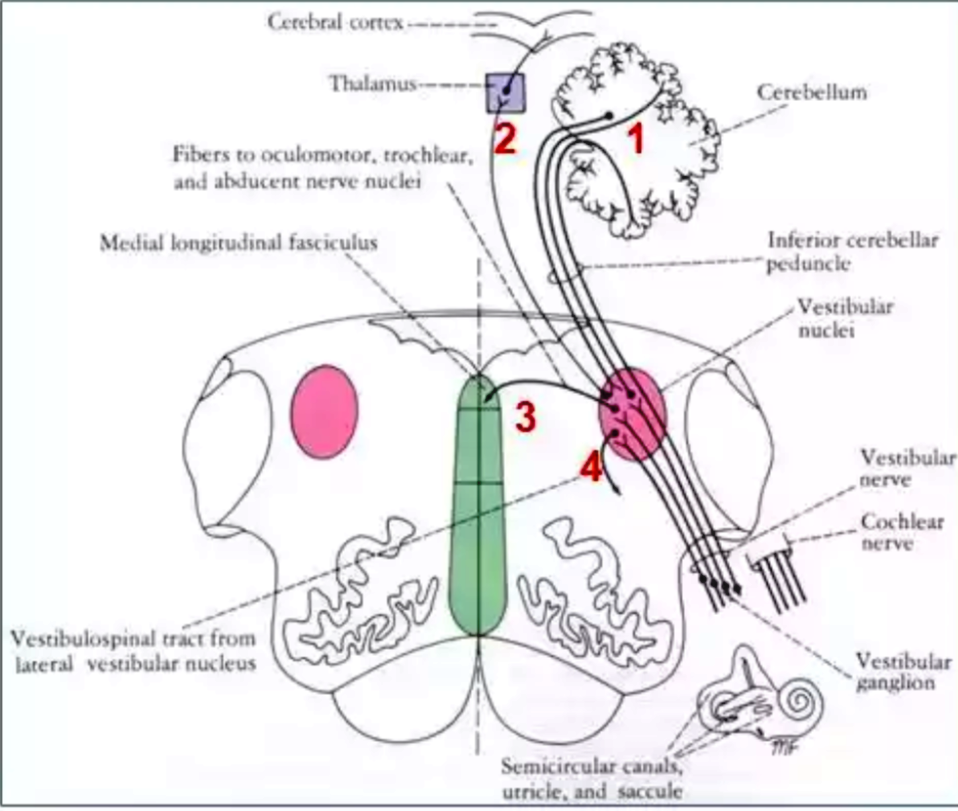 Cerebral cortex
Thalamus
2
1
Cerebellum
Fibers to oculomotor, trochlear,
and abducent nerve nuclei
Medial longitudinal fasciculus
Inferior cerebellar
peduncle
Vestibular
nuclei
3
4
Vestibular
nerve
Cochlear
nerve
Vestibulospinal tract from
lateral vestibular nucleus
Vestibular
ganglion
MF
Semicircular canals,
utricle, and saccule